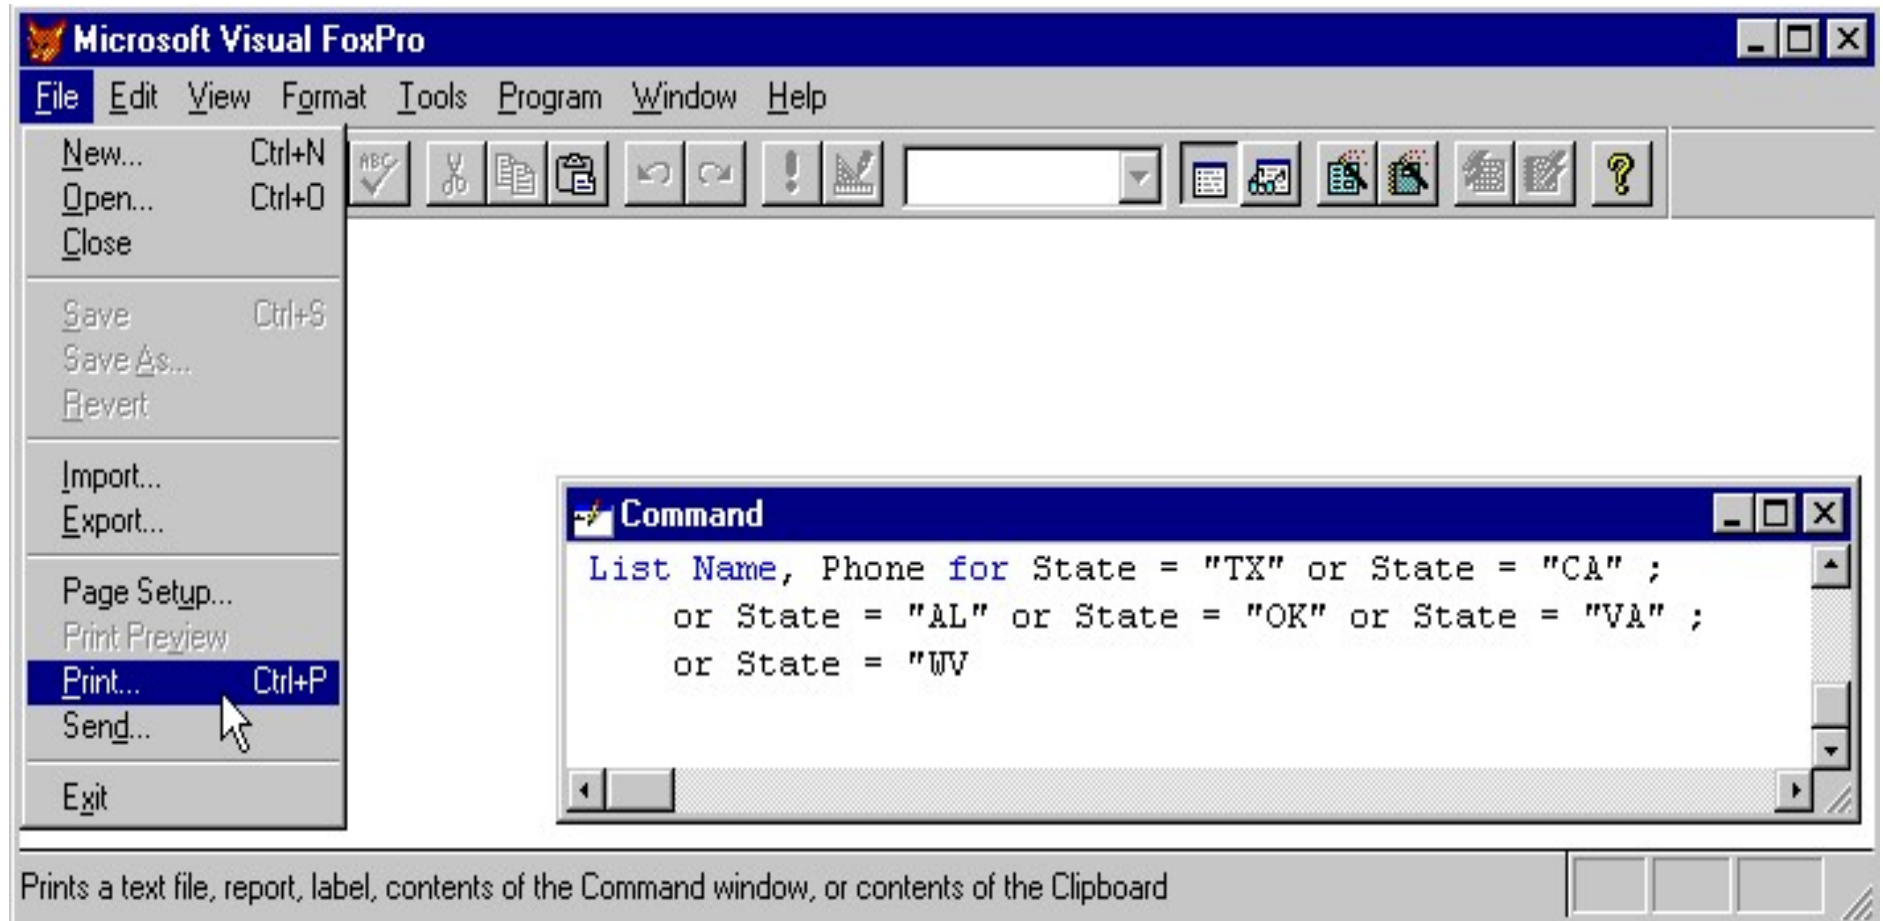 Microsoft Visual FoxPro
File Edit View Format Tools Program Window Help
New... Ctrl+N
Open... Ctrl+O
Close
Save Ctrl+S
Save As...
Revert
Import...
Export...
Page Setup...
Print Preview
Print... Ctrl+P
Send...
Exit
ABC
Command
List Name, Phone for State = "TX" or State = "CA" ;
or State = "AL" or State = "OK" or State = "VA" ;
or State = "WV
Prints a text file, report, label, contents of the Command window, or contents of the Clipboard